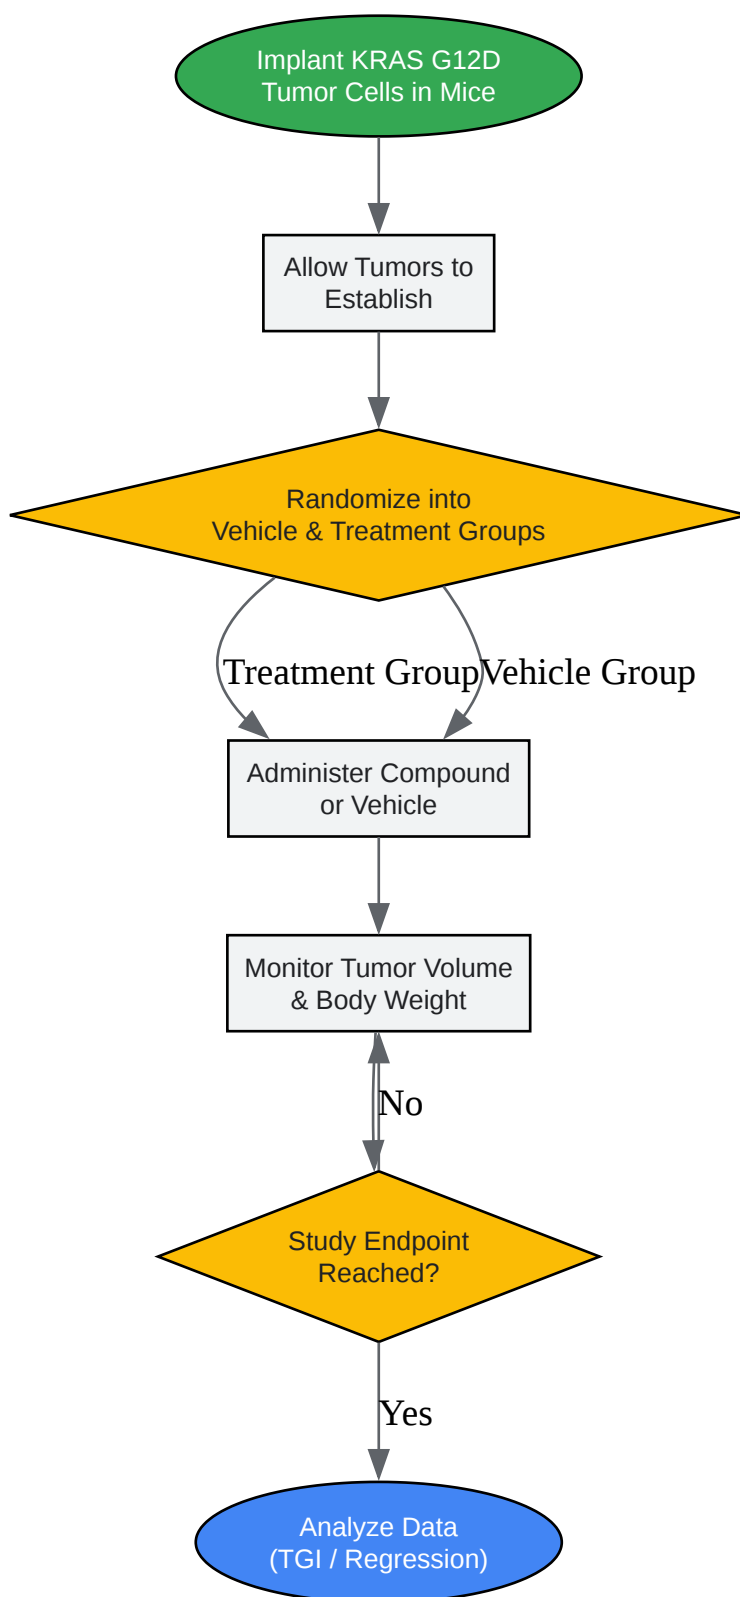 Implant KRAS G12D
Tumor Cells in Mice
Allow Tumors to
Establish
Randomize into
Vehicle & Treatment Groups
Treatment Group
Vehicle Group
Administer Compound
or Vehicle
Monitor Tumor Volume
& Body Weight
No
Study Endpoint
Reached?
Yes
Analyze Data
(TGI / Regression)